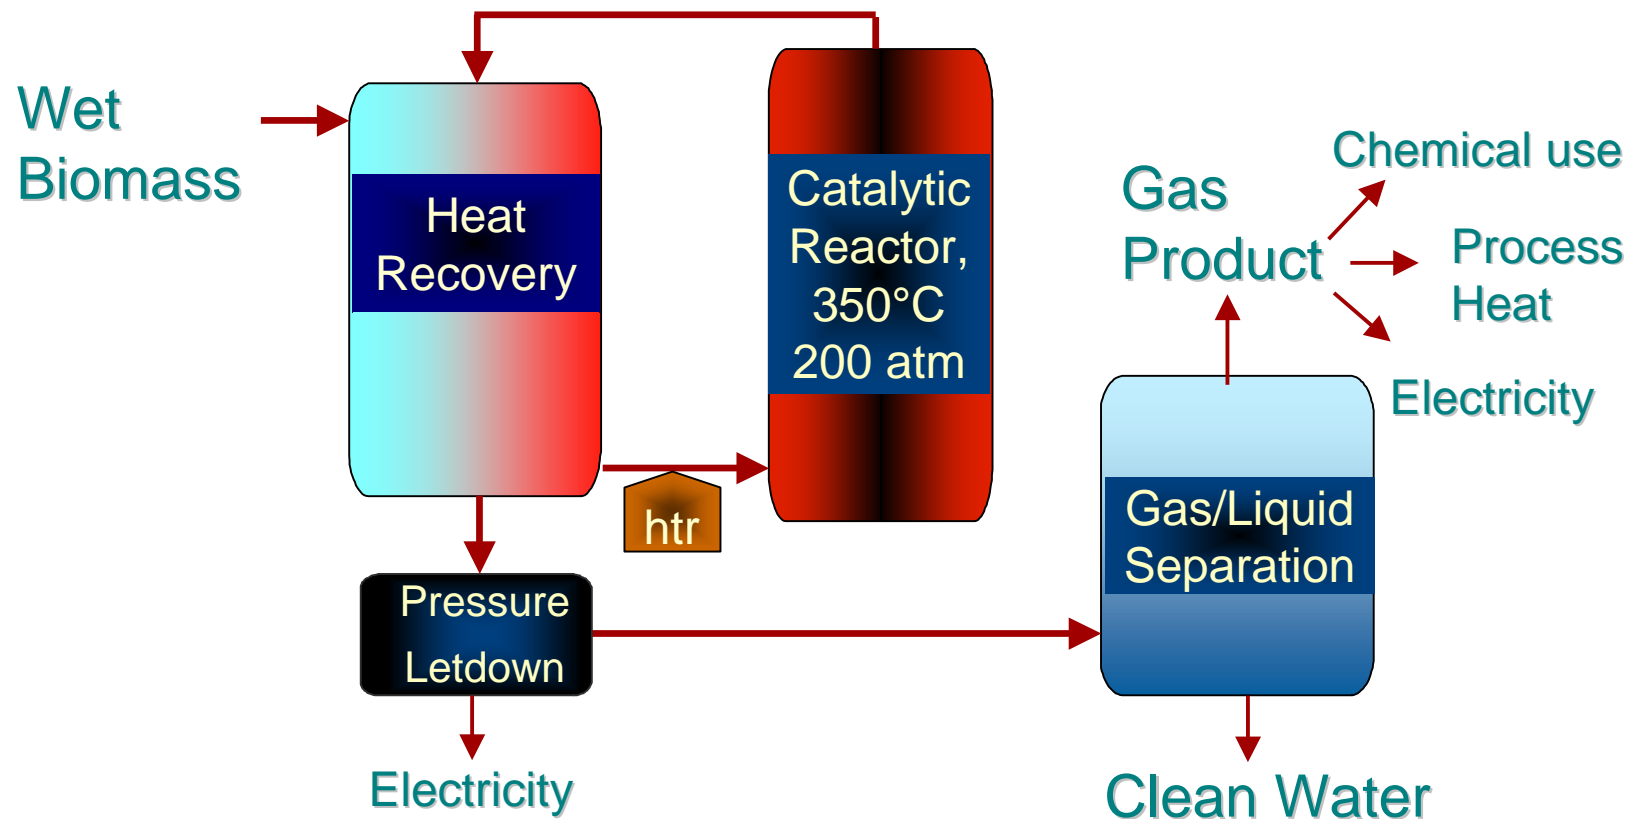 Wet
Biomass
Heat
Recovery
Catalytic
Reactor,
350°C
200 atm
htr
Pressure
Letdown
Electricity
Gas
Product
Chemical use
Process
Heat
Electricity
Gas/Liquid
Separation
Clean Water